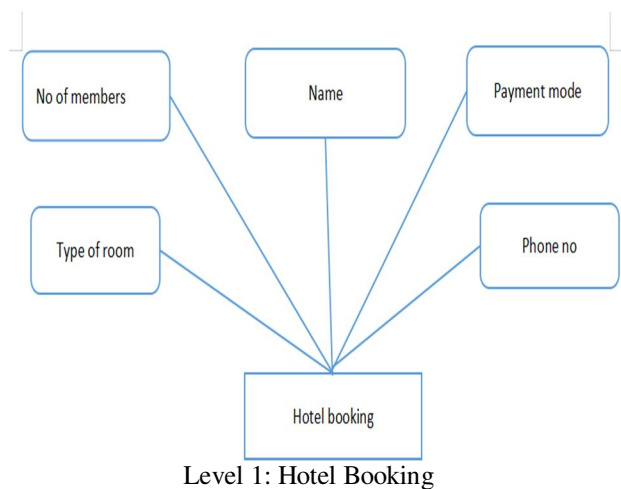 No of members
Name
Payment mode
Type of room
Phone no
Hotel booking
Level 1: Hotel Booking